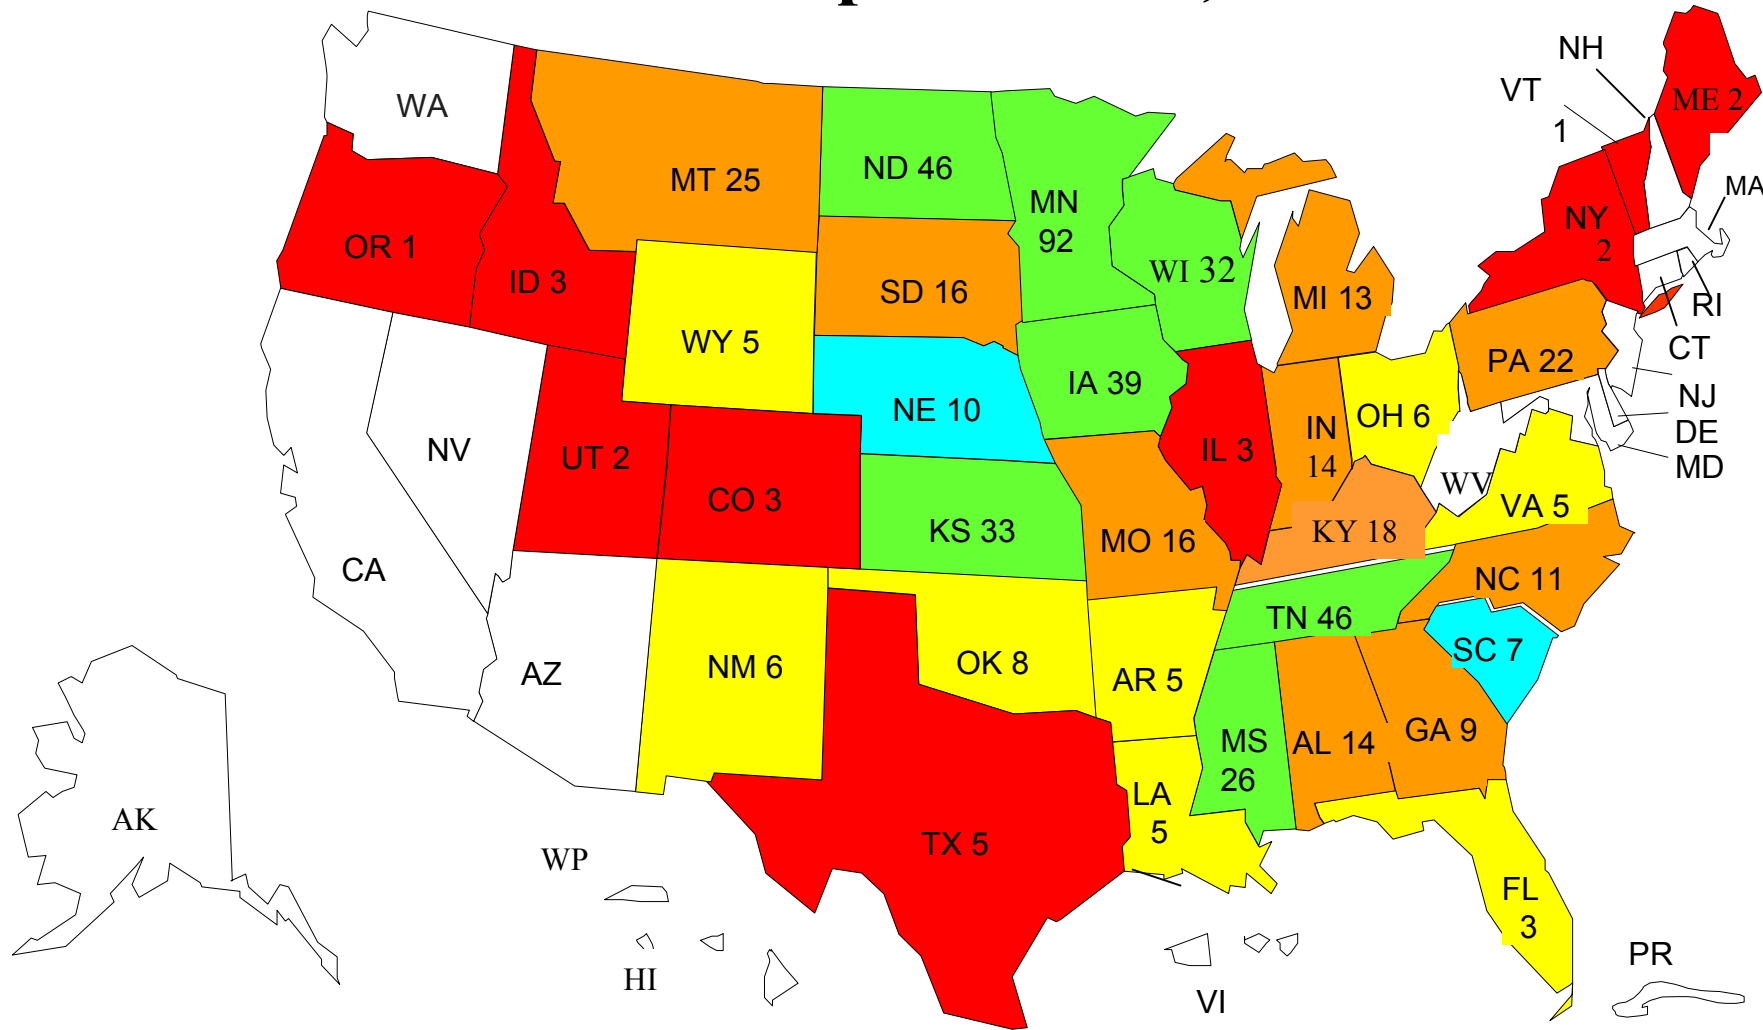 NH
VT
1
ME 2
WA
MA
MT 25
ND 46
MN
92
NY
2
OR 1
ID 3
WI 32
SD 16
MI 13
RI
WY 5
CT
PA 22
IA 39
NE 10
NJ
OH 6
DE
IN
14
NV
UT 2
IL 3
MD
WV
CO 3
VA 5
KS 33
KY 18
MO 16
CA
NC 11
TN 46
SC 7
NM 6
OK 8
AZ
AR 5
GA 9
MS
26
AL 14
LA
5
AK
TX 5
WP
FL
3
PR
HI
VI